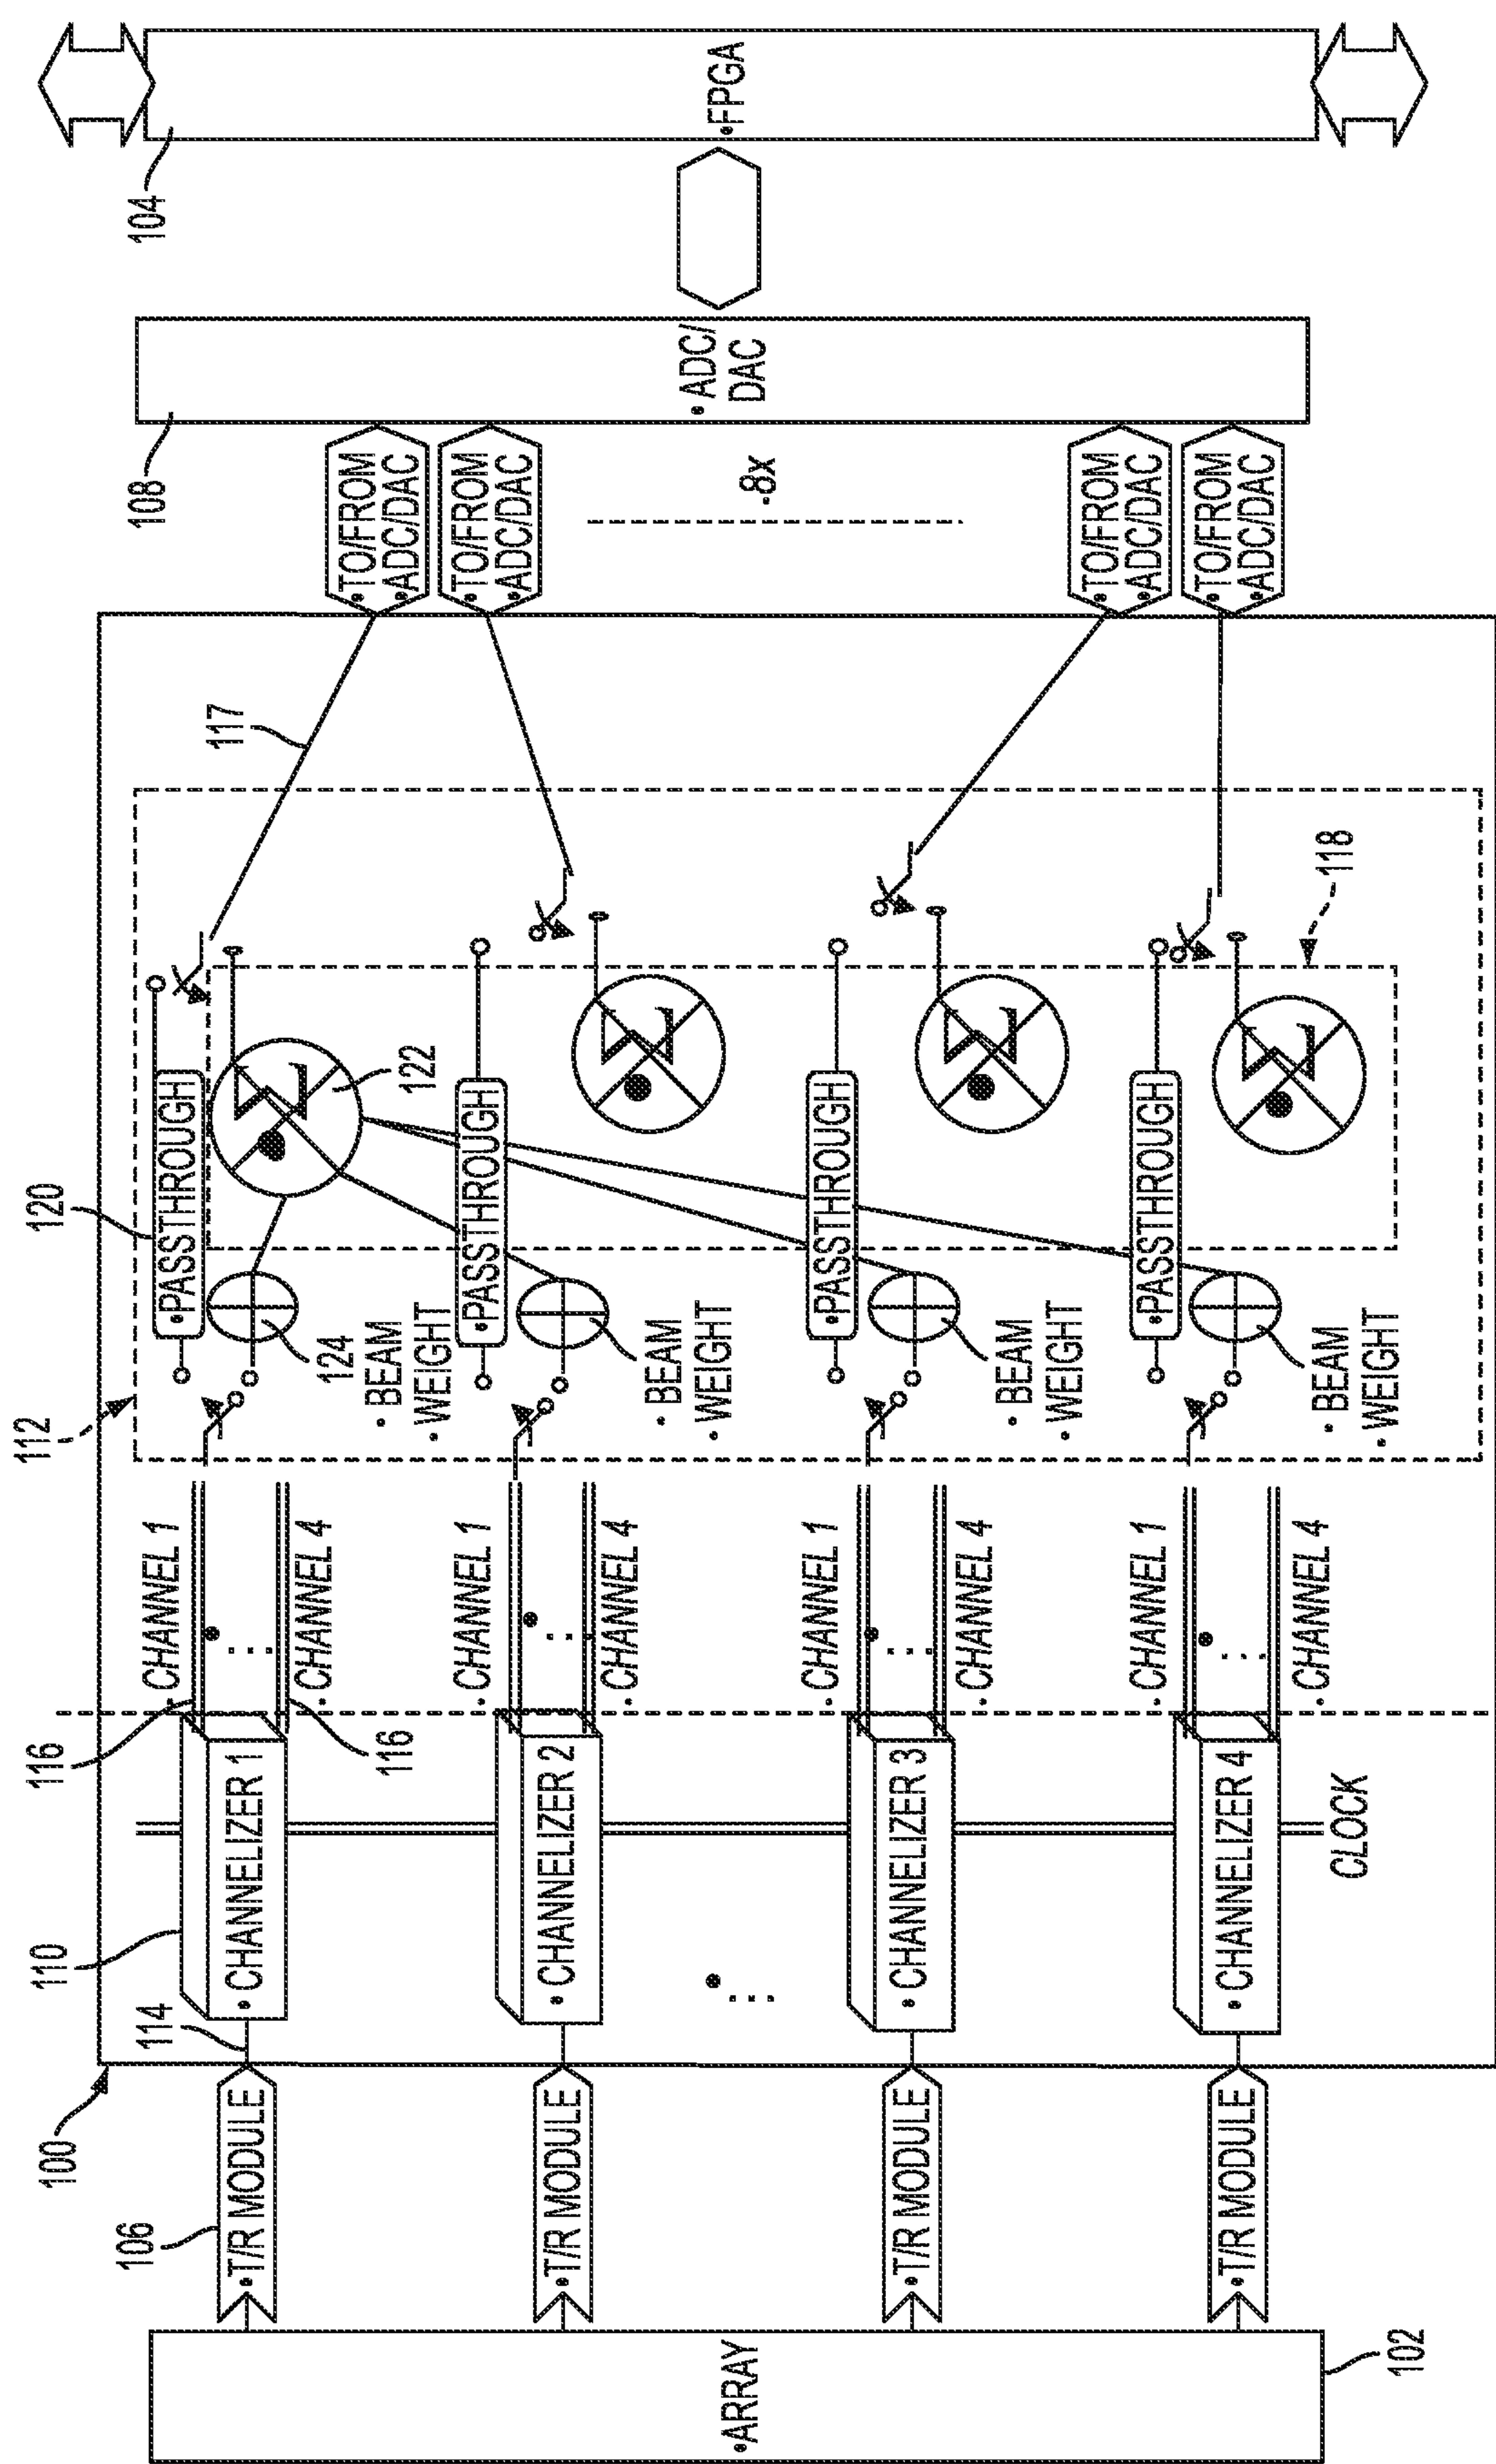 100
112
120
104
108
117
110
114
116
116
106
102
118
122
124
•ARRAY
•T/R MODULE
•T/R MODULE
•T/R MODULE
•T/R MODULE
• CHANNELIZER 1
• CHANNELIZER 2
• CHANNELIZER 3
• CHANNELIZER 4
CLOCK
•CHANNEL 1
•CHANNEL 4
•CHANNEL 1
•CHANNEL 4
•CHANNEL 1
•CHANNEL 4
•CHANNEL 1
•CHANNEL 4
•PASSTHROUGH
•PASSTHROUGH
•PASSTHROUGH
•PASSTHROUGH
• BEAM
• WEIGHT
• BEAM
• WEIGHT
• BEAM
• WEIGHT
• BEAM
• WEIGHT
• Σ
• Σ
• Σ
• Σ
•TO/FROM
•ADC/DAC
•TO/FROM
•ADC/DAC
•8x
•TO/FROM
•ADC/DAC
•TO/FROM
•ADC/DAC
• ADC/
DAC
•FPGA